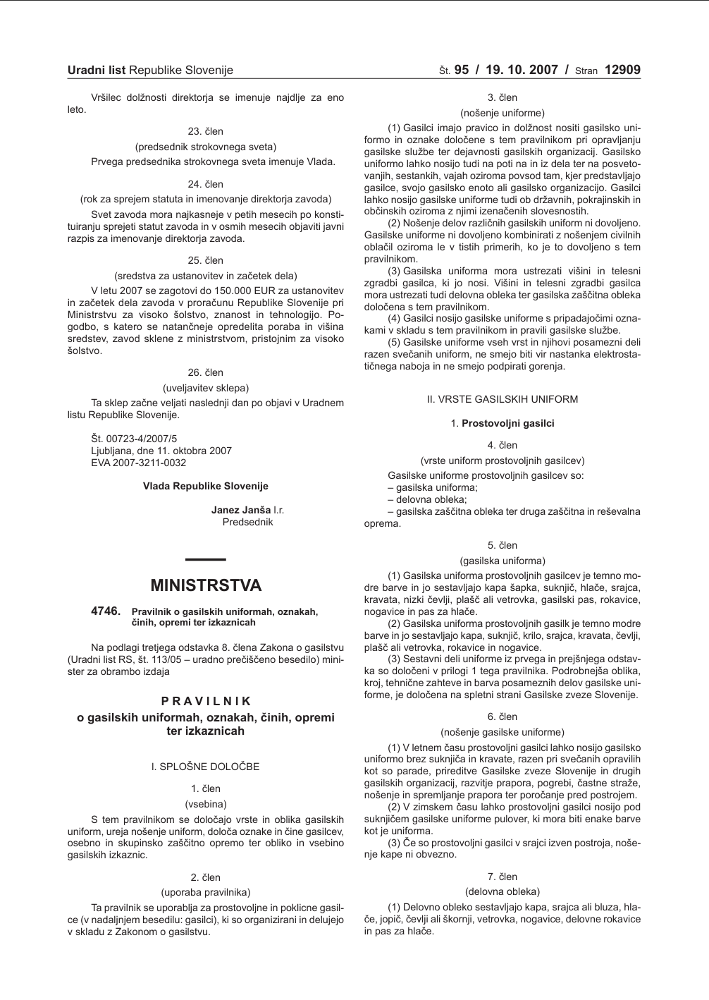 Uradni list Republike Slovenije
Št. 95 / 19. 10. 2007 / Stran 12909
Vršilec dolžnosti direktorja se imenuje najdlje za eno
leto.
23. člen
(predsednik strokovnega sveta)
Prvega predsednika strokovnega sveta imenuje Vlada.
24. člen
(rok za sprejem statuta in imenovanje direktorja zavoda)
Svet zavoda mora najkasneje v petih mesecih po konsti-
tuiranju sprejeti statut zavoda in v osmih mesecih objaviti javni
razpis za imenovanje direktorja zavoda.
25. člen
(sredstva za ustanovitev in začetek dela)
V letu 2007 se zagotovi do 150.000 EUR za ustanovitev
in začetek dela zavoda v proračunu Republike Slovenije pri
Ministrstvu za visoko šolstvo, znanost in tehnologijo. Po-
godbo, s katero se natančneje opredelita poraba in višina
sredstev, zavod sklene z ministrstvom, pristojnim za visoko
šolstvo.
26. člen
(uveljavitev sklepa)
Ta sklep začne veljati naslednji dan po objavi v Uradnem
listu Republike Slovenije.
Št. 00723-4/2007/5
Ljubljana, dne 11. oktobra 2007
EVA 2007-3211-0032
Vlada Republike Slovenije
Janez Janša l.r.
Predsednik
MINISTRSTVA
4746. Pravilnik o gasilskih uniformah, oznakah,
činih, opremi ter izkaznicah
Na podlagi tretjega odstavka 8. člena Zakona o gasilstvu
(Uradni list RS, št. 113/05 – uradno prečiščeno besedilo) mini-
ster za obrambo izdaja
P R A V I L N I K
o gasilskih uniformah, oznakah, činih, opremi
ter izkaznicah
I. SPLOŠNE DOLOČBE
1. člen
(vsebina)
S tem pravilnikom se določajo vrste in oblika gasilskih
uniform, ureja nošenje uniform, določa oznake in čine gasilcev,
osebno in skupinsko zaščitno opremo ter obliko in vsebino
gasilskih izkaznic.
2. člen
(uporaba pravilnika)
Ta pravilnik se uporablja za prostovoljne in poklicne gasil-
ce (v nadaljnjem besedilu: gasilci), ki so organizirani in delujejo
v skladu z Zakonom o gasilstvu.
3. člen
(nošenje uniforme)
(1) Gasilci imajo pravico in dolžnost nositi gasilsko uni-
formo in oznake določene s tem pravilnikom pri opravljanju
gasilske službe ter dejavnosti gasilskih organizacij. Gasilsko
uniformo lahko nosijo tudi na poti na in iz dela ter na posveto-
vanjih, sestankih, vajah oziroma povsod tam, kjer predstavljajo
gasilce, svojo gasilsko enoto ali gasilsko organizacijo. Gasilci
lahko nosijo gasilske uniforme tudi ob državnih, pokrajinskih in
občinskih oziroma z njimi izenačenih slovesnostih.
(2) Nošenje delov različnih gasilskih uniform ni dovoljeno.
Gasilske uniforme ni dovoljeno kombinirati z nošenjem civilnih
oblačil oziroma le v tistih primerih, ko je to dovoljeno s tem
pravilnikom.
(3) Gasilska uniforma mora ustrezati višini in telesni
zgradbi gasilca, ki jo nosi. Višini in telesni zgradbi gasilca
mora ustrezati tudi delovna obleka ter gasilska zaščitna obleka
določena s tem pravilnikom.
(4) Gasilci nosijo gasilske uniforme s pripadajočimi ozna-
kami v skladu s tem pravilnikom in pravili gasilske službe.
(5) Gasilske uniforme vseh vrst in njihovi posamezni deli
razen svečanih uniform, ne smejo biti vir nastanka elektrosta-
tičnega naboja in ne smejo podpirati gorenja.
II. VRSTE GASILSKIH UNIFORM
1. Prostovoljni gasilci
4. člen
(vrste uniform prostovoljnih gasilcev)
Gasilske uniforme prostovoljnih gasilcev so:
– gasilska uniforma;
– delovna obleka;
– gasilska zaščitna obleka ter druga zaščitna in reševalna
oprema.
5. člen
(gasilska uniforma)
(1) Gasilska uniforma prostovoljnih gasilcev je temno mo-
dre barve in jo sestavljajo kapa šapka, suknjič, hlače, srajca,
kravata, nizki čevlji, plašč ali vetrovka, gasilski pas, rokavice,
nogavice in pas za hlače.
(2) Gasilska uniforma prostovoljnih gasilk je temno modre
barve in jo sestavljajo kapa, suknjič, krilo, srajca, kravata, čevlji,
plašč ali vetrovka, rokavice in nogavice.
(3) Sestavni deli uniforme iz prvega in prejšnjega odstav-
ka so določeni v prilogi 1 tega pravilnika. Podrobnejša oblika,
kroj, tehnične zahteve in barva posameznih delov gasilske uni-
forme, je določena na spletni strani Gasilske zveze Slovenije.
6. člen
(nošenje gasilske uniforme)
(1) V letnem času prostovoljni gasilci lahko nosijo gasilsko
uniformo brez suknjiča in kravate, razen pri svečanih opravilih
kot so parade, prireditve Gasilske zveze Slovenije in drugih
gasilskih organizacij, razvitje prapora, pogrebi, častne straže,
nošenje in spremljanje prapora ter poročanje pred postrojem.
(2) V zimskem času lahko prostovoljni gasilci nosijo pod
suknjičem gasilske uniforme pulover, ki mora biti enake barve
kot je uniforma.
(3) Če so prostovoljni gasilci v srajci izven postroja, noše-
nje kape ni obvezno.
7. člen
(delovna obleka)
(1) Delovno obleko sestavljajo kapa, srajca ali bluza, hla-
če, jopič, čevlji ali škornji, vetrovka, nogavice, delovne rokavice
in pas za hlače.